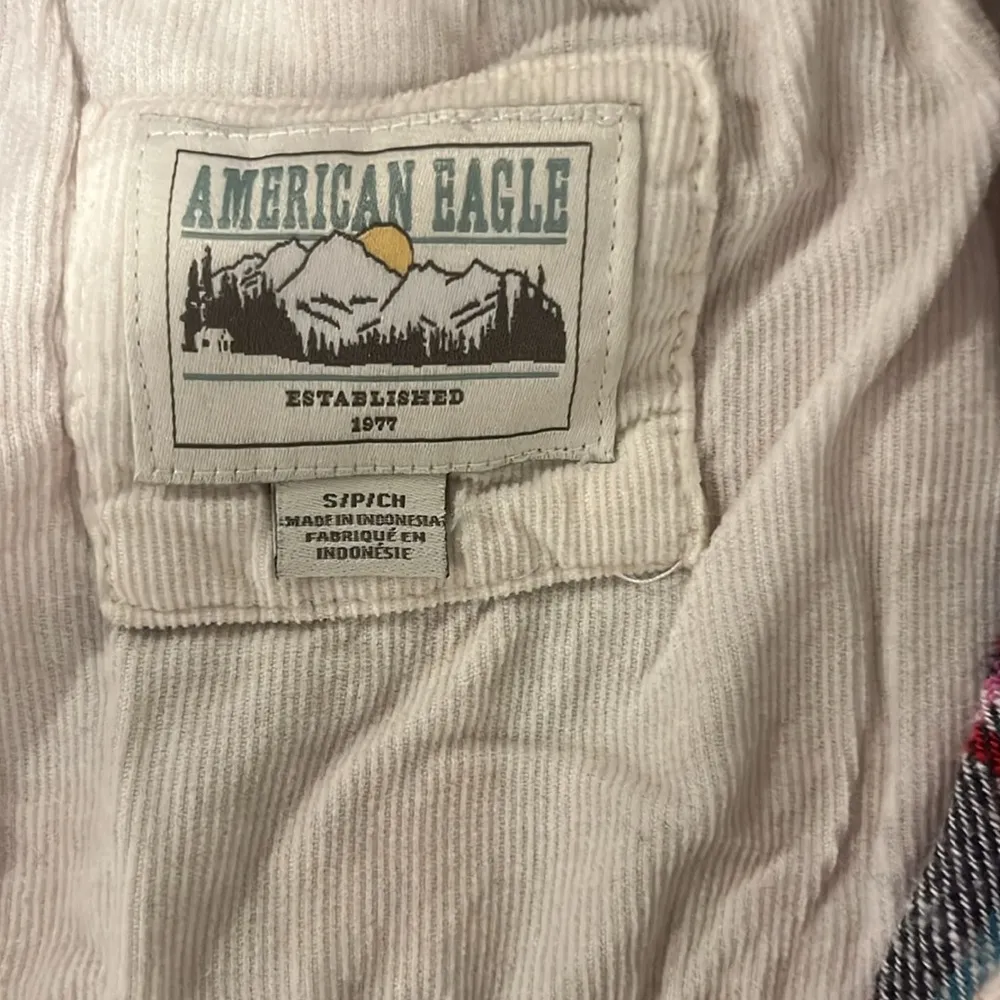 AMERICAN EAGLE
ESTABLISHED
1977
S/P/CH
MADE IN INDONESIA
FABRIQUÉ EN
INDONÉSIE